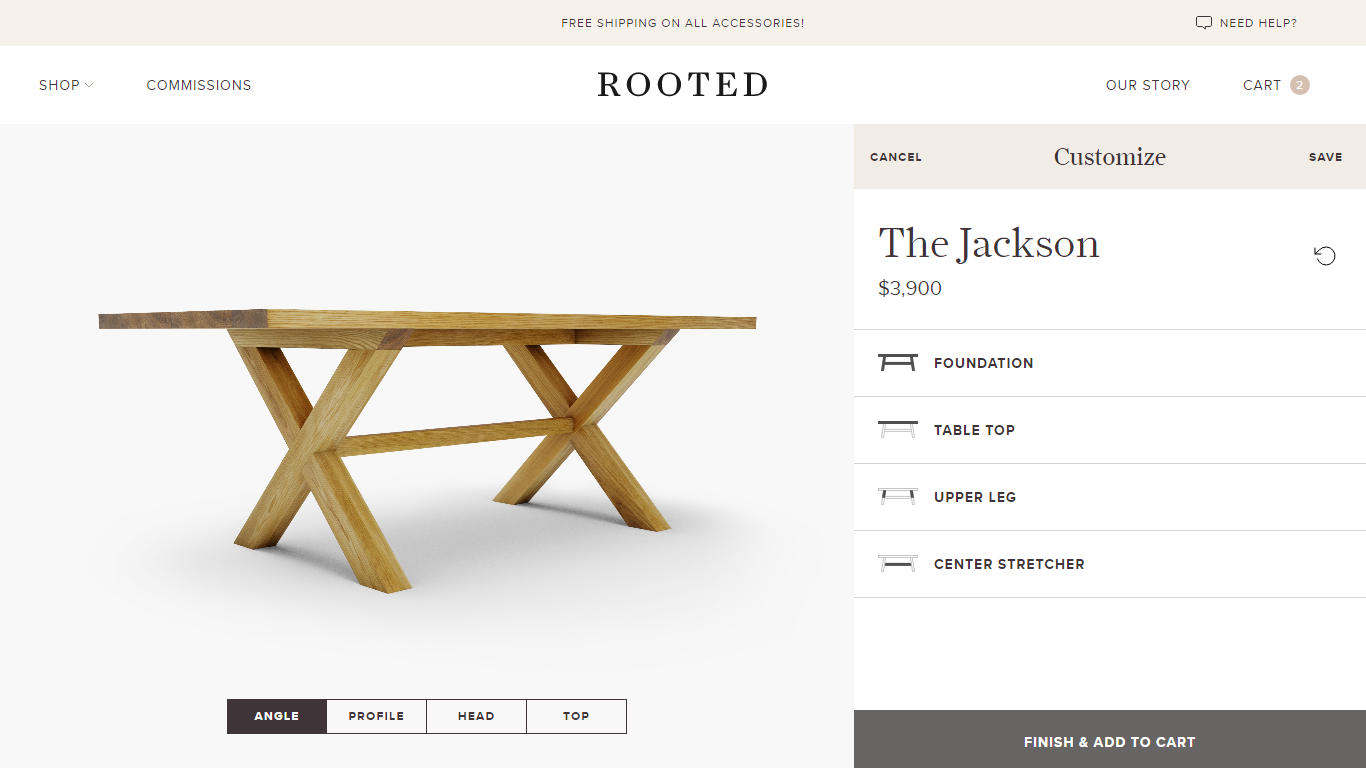 FREE SHIPPING ON ALL ACCESSORIES!
NEED HELP?
SHOP
COMMISSIONS
ROOTED
OUR STORY
CART 2
CANCEL
Customize
SAVE
The Jackson
$3,900
FOUNDATION
TABLE TOP
UPPER LEG
CENTER STRETCHER
ANGLE
PROFILE
HEAD
TOP
FINISH & ADD TO CART